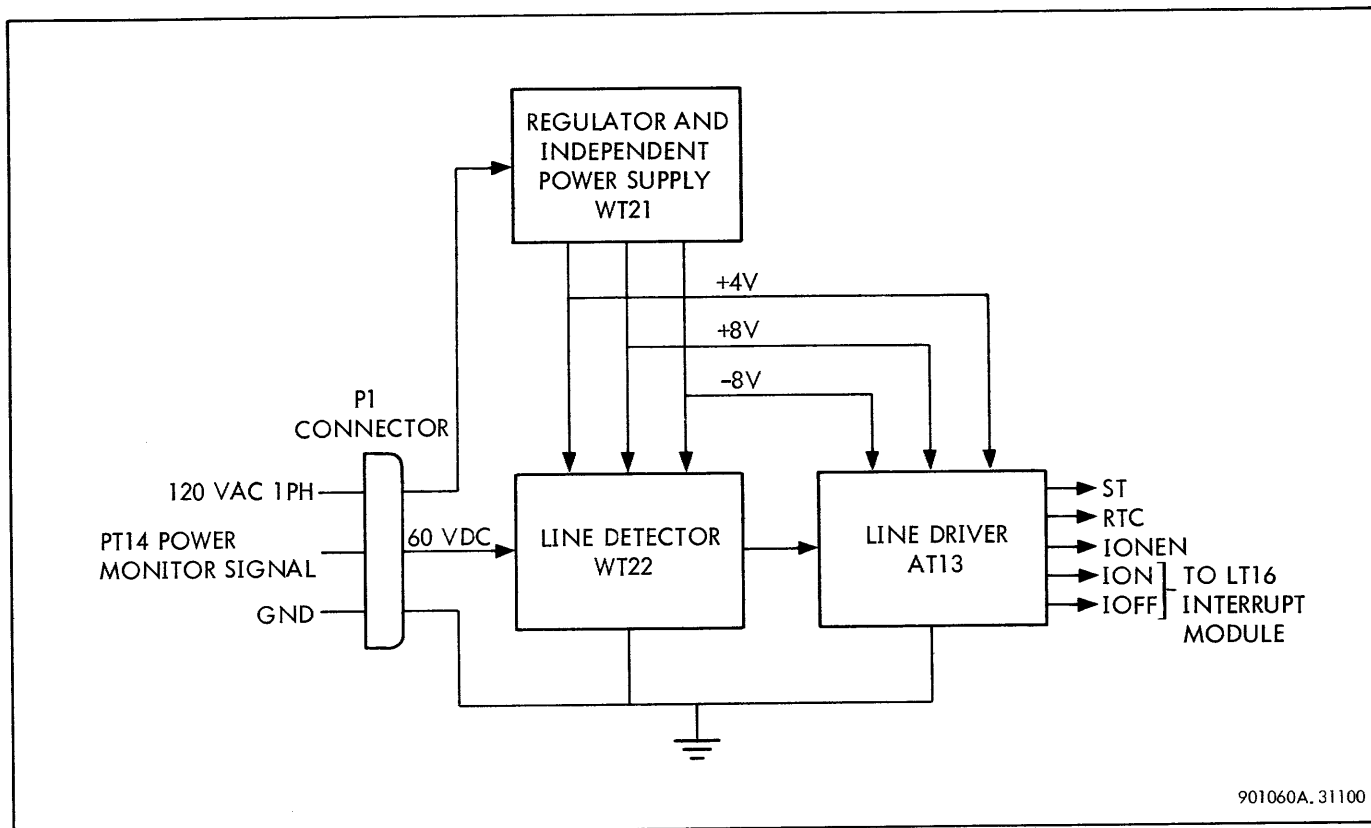 REGULATOR AND
INDEPENDENT
POWER SUPPLY
WT21
+4V
+8V
-8V
P1
CONNECTOR
120 VAC 1PH
PT14 POWER
MONITOR SIGNAL
GND
60 VDC
LINE DETECTOR
WT22
LINE DRIVER
AT13
ST
RTC
IONEN
ION
IOFF
TO LT16
INTERRUPT
MODULE
901060A. 31100